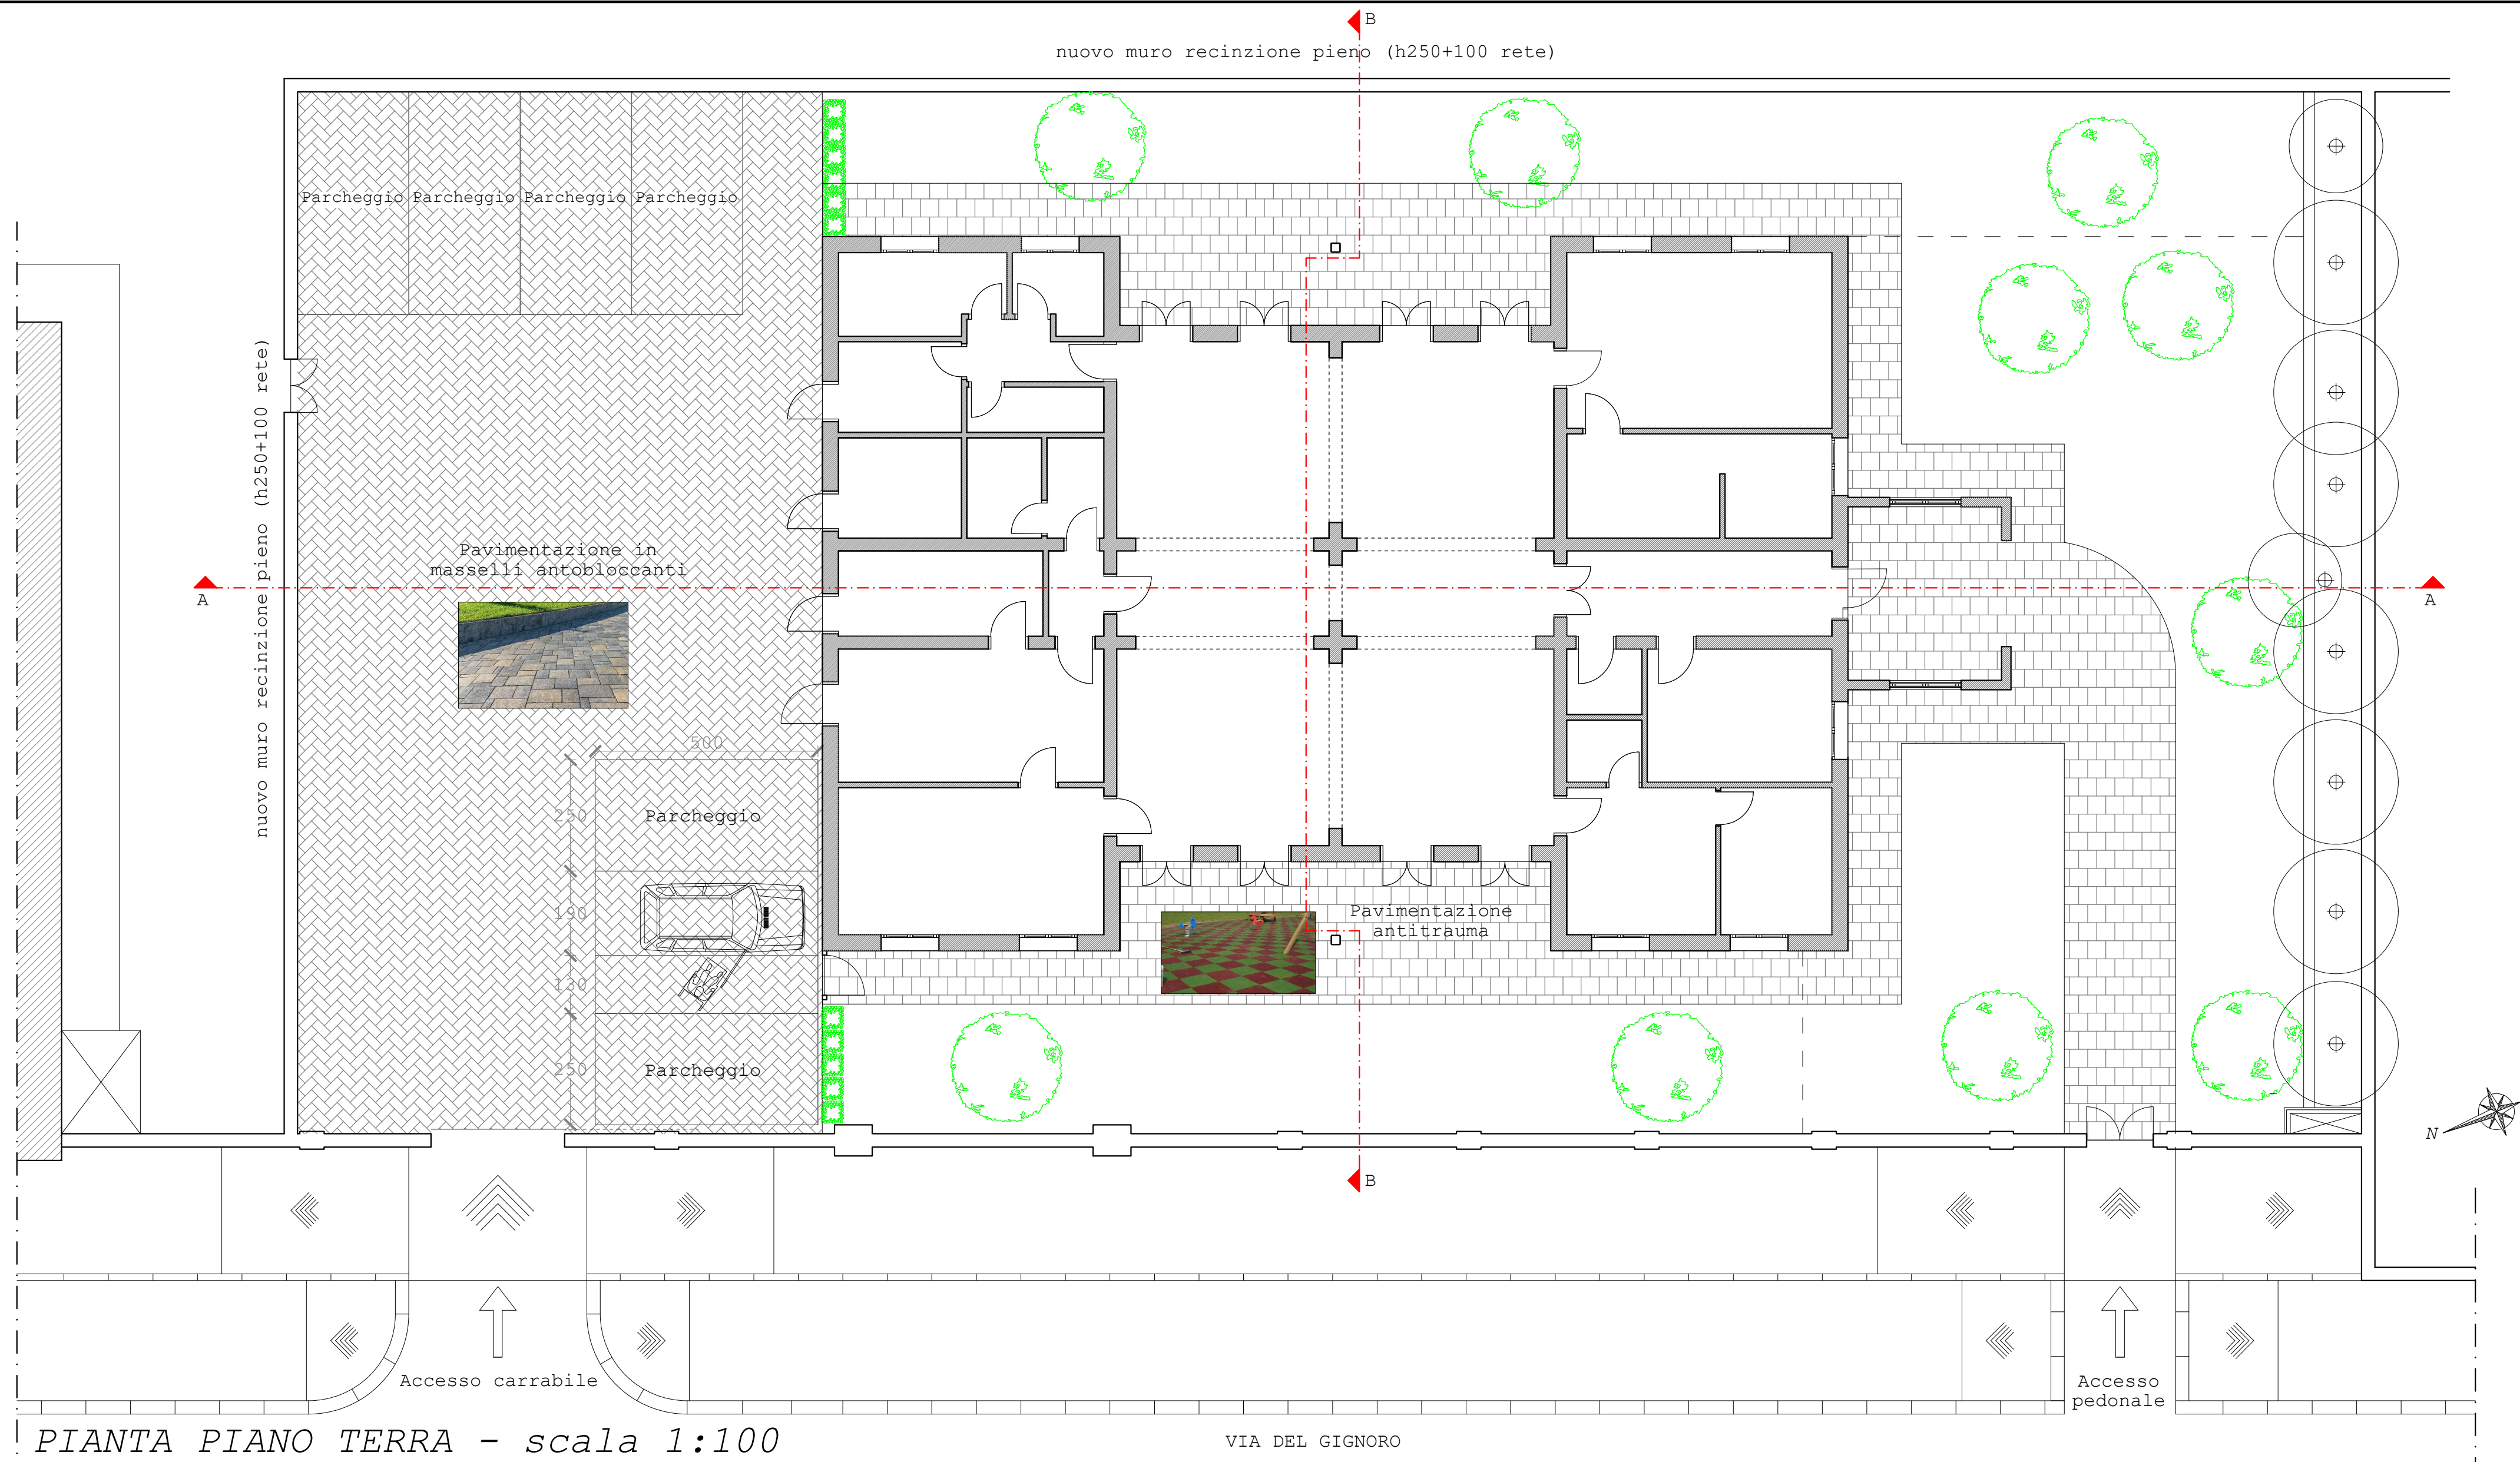 B
nuovo muro recinzione pieno (h250+100 rete)
Parcheggio
Parcheggio
Parcheggio
Parcheggio
nuovo muro recinzione pieno (h250+100 rete)
Pavimentazione in
masselli antobloccanti
A
A
500
250
Parcheggio
190
130
250
Parcheggio
Pavimentazione
antitrauma
N
B
Accesso carrabile
Accesso
pedonale
PIANTA PIANO TERRA - scala 1:100
VIA DEL GIGNORO